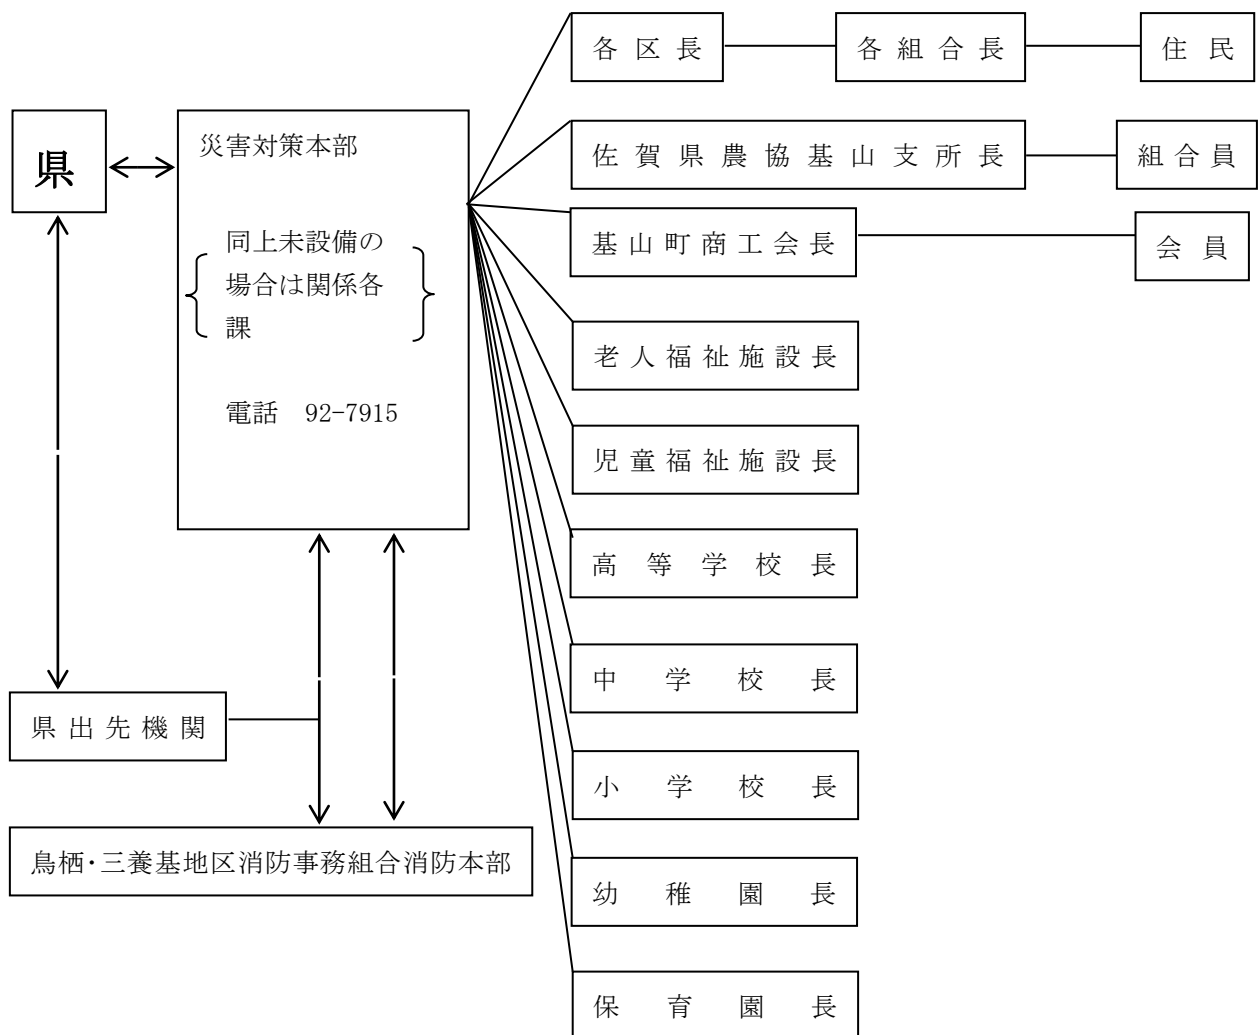 各区長
各組合長
住民
県
災害対策本部
佐賀県農協基山支所長
組合員
同上未設備の
場合は関係各
課
基山町商工会長
会員
老人福祉施設長
電話 92-7915
児童福祉施設長
高等学校長
中学校長
県出先機関
小学校長
鳥栖・三養基地区消防事務組合消防本部
幼稚園長
保育園長